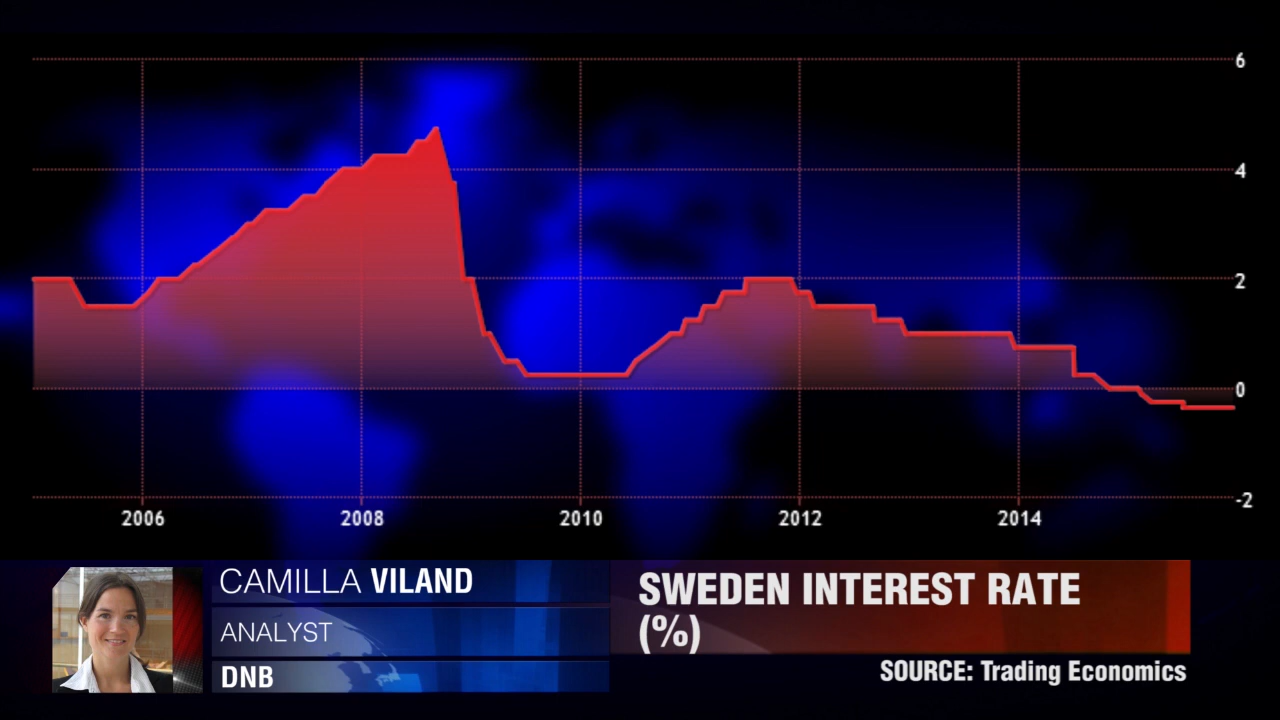 6
4
2
0
-2
2006 2008 2010 2012 2014
CAMILLA VILAND
ANALYST
DNB
SWEDEN INTEREST RATE
(%)
SOURCE: Trading Economics